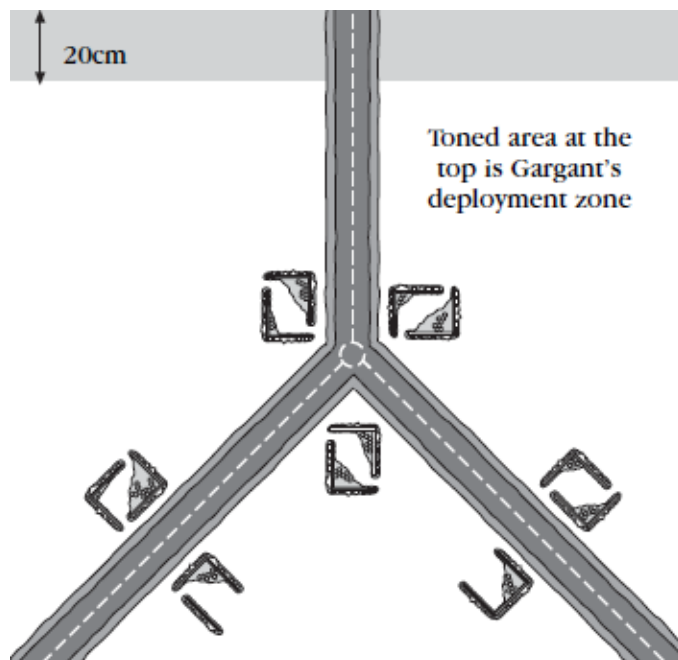 20cm
Toned area at the
top is Gargant's
deployment zone